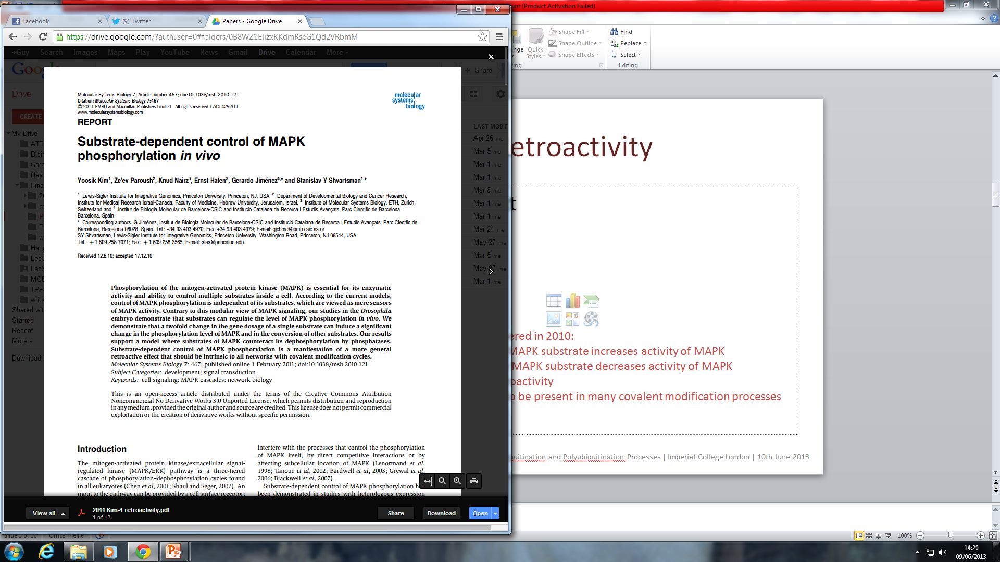 Facebook
(9) Twitter
Papers - Google Drive
https://drive.google.com/?authuser=0#folders/0B8WZ1EIizxKKdmRseG1Qd2VRbmM
+Guy Search Images Maps Play YouTube News Gmail Drive Calendar More
Share
Drive
CREATE
My Drive
ATP
Bioin
Care
files
Fina
Hang
LeoS
LeoS
MGE
TPP
write
Shared with
Starred
Recent
More
Download
LAST MODIF
Apr 26 me
Mar 5 me
Mar 1 me
Mar 1 me
Mar 8 me
Mar 1 me
Mar 1 me
Mar 21 me
May 27 me
Mar 5 me
May 27 me
Mar 1 me
Molecular Systems Biology 7; Article number 467; doi:10.1038/msb.2010.121
Citation: Molecular Systems Biology 7:467
© 2011 EMBO and Macmillan Publishers Limited All rights reserved 1744-4292/11
www.molecularsystemsbiology.com
molecular
systems
biology
REPORT
Substrate-dependent control of MAPK
phosphorylation in vivo
Yoosik Kim1, Ze'ev Paroush2, Knud Nairz3, Ernst Hafen3, Gerardo Jiménez4,* and Stanislav Y Shvartsman1,*
1 Lewis-Sigler Institute for Integrative Genomics, Princeton University, Princeton, NJ, USA, 2 Department of Developmental Biology and Cancer Research,
Institute for Medical Research Israel-Canada, Faculty of Medicine, Hebrew University, Jerusalem, Israel, 3 Institute of Molecular Systems Biology, ETH, Zurich,
Switzerland and 4 Institut de Biologia Molecular de Barcelona-CSIC and Institució Catalana de Recerca i Estudis Avançats, Parc Científic de Barcelona,
Barcelona, Spain
* Corresponding authors. G Jiménez, Institut de Biologia Molecular de Barcelona-CSIC and Institució Catalana de Recerca i Estudis Avançats, Parc Cientfic de
Barcelona, Barcelona 08028, Spain. Tel.: +34 93 403 4970; Fax: +34 93 403 4979; E-mail: gjcbmc@ibmb.csic.es or
SY Shvartsman, Lewis-Sigler Institute for Integrative Genomics, Princeton University, Washington Road, Princeton, NJ 08544, USA.
Tel.: +1 609 258 7071; Fax: +1 609 258 3565; E-mail: stas@princeton.edu
Received 12.8.10; accepted 17.12.10
Phosphorylation of the mitogen-activated protein kinase (MAPK) is essential for its enzymatic
activity and ability to control multiple substrates inside a cell. According to the current models,
control of MAPK phosphorylation is independent of its substrates, which are viewed as mere sensors
of MAPK activity. Contrary to this modular view of MAPK signaling, our studies in the Drosophila
embryo demonstrate that substrates can regulate the level of MAPK phosphorylation in vivo. We
demonstrate that a twofold change in the gene dosage of a single substrate can induce a significant
change in the phosphorylation level of MAPK and in the conversion of other substrates. Our results
support a model where substrates of MAPK counteract its dephosphorylation by phosphatases.
Substrate-dependent control of MAPK phosphorylation is a manifestation of a more general
retroactive effect that should be intrinsic to all networks with covalent modification cycles.
Molecular Systems Biology 7: 467; published online 1 February 2011; doi:10.1038/msb.2010.121
Subject Categories: development; signal transduction
Keywords: cell signaling; MAPK cascades; network biology
This is an open-access article distributed under the terms of the Creative Commons Attribution
Noncommercial No Derivative Works 3.0 Unported License, which permits distribution and reproduction
in any medium, provided the original author and source are credited. This license does not permit commercial
exploitation or the creation of derivative works without specific permission.
Introduction
The mitogen-activated protein kinase/extracellular signal-
regulated kinase (MAPK/ERK) pathway is a three-tiered
cascade of phosphorylation–dephosphorylation cycles found
in all eukaryotes (Chen et al, 2001; Shaul and Seger, 2007). An
input to the pathway can be provided by a cell surface receptor;
interfere with the processes that control the phosphorylation
of MAPK itself, by direct competitive interactions or by
affecting subcellular location of MAPK (Lenormand et al,
1998; Tanoue et al, 2002; Bardwell et al, 2003; Grewal et al,
2006; Blackwell et al, 2007).
Substrate-dependent control of MAPK phosphorylation h
been demonstrated in studies with heterologous expression
View all
2011 Kim-1 retroactivity.pdf
1 of 12
Share
Download
Open
oint (Product Activation Failed)
ange
Quick
Styles
Shape Fill
Shape Outline
Shape Effects
ving
Find
Replace
Select
Editing
etroactivity
t
ered in 2010:
MAPK substrate increases activity of MAPK
MAPK substrate decreases activity of MAPK
oactivity
o be present in many covalent modification processes
uitination and Polyubiquitination Processes | Imperial College London | 10th June 2013
Slide 5 of 16
Office Theme
100%
14:20
09/06/2013